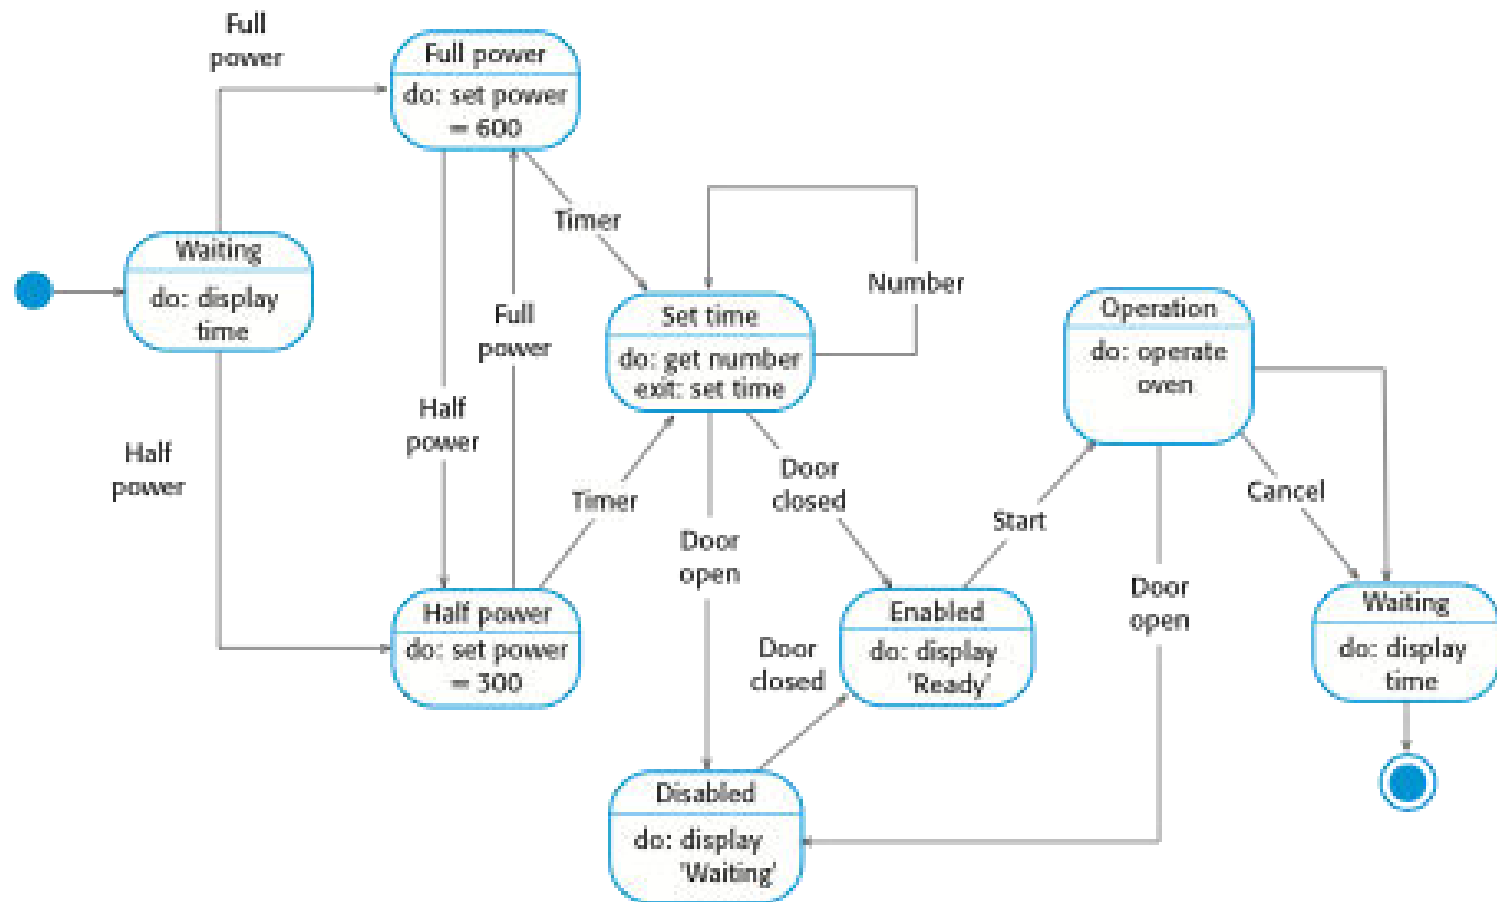 Full
power
Full power
do: set power
= 600
Timer
Waiting
do: display
time
Number
Full
power
Set time
do: get number
exit: set time
Operation
do: operate
oven
Half
power
Half
power
Timer
Door
closed
Door
open
Start
Cancel
Door
open
Half power
do: set power
= 300
Enabled
do: display
'Ready'
Door
closed
Waiting
do: display
time
Disabled
do: display
'Waiting'